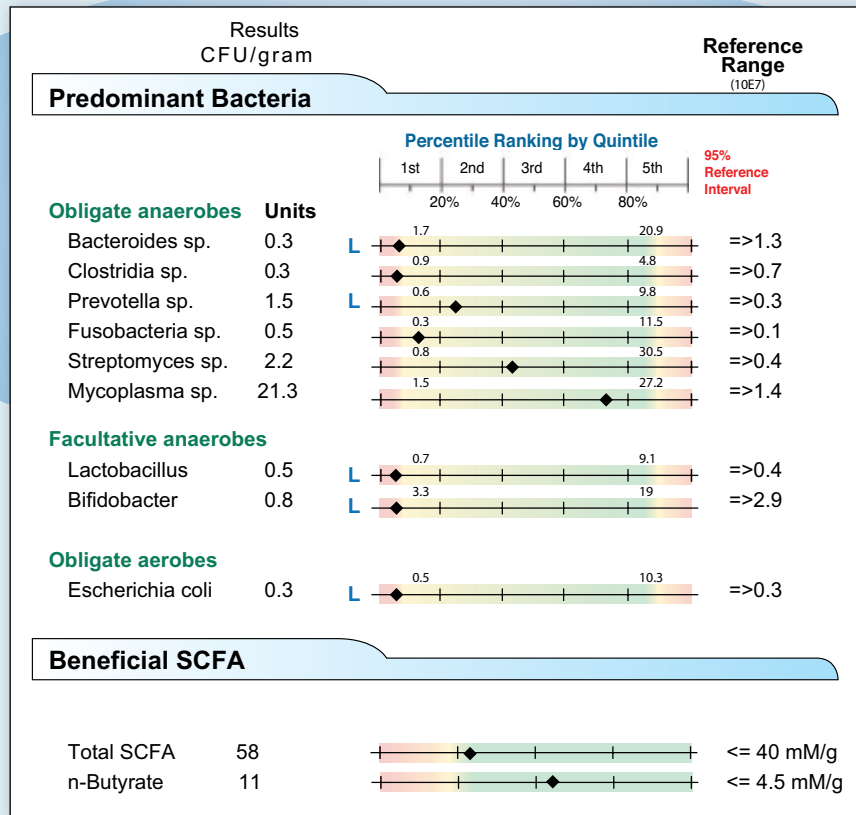 Results
CFU/gram
Reference
Range
(10E7)
Predominant Bacteria
Percentile Ranking by Quintile
1st 2nd 3rd 4th 5th
95%
Reference
Interval
20% 40% 60% 80%
Obligate anaerobes Units
1.7 20.9
Bacteroides sp. 0.3 L =>1.3
0.9 4.8
Clostridia sp. 0.3 =>0.7
0.6 9.8
Prevotella sp. 1.5 L =>0.3
0.3 11.5
Fusobacteria sp. 0.5 =>0.1
0.8 30.5
Streptomyces sp. 2.2 =>0.4
1.5 27.2
Mycoplasma sp. 21.3 =>1.4
Facultative anaerobes
0.7 9.1
Lactobacillus 0.5 L =>0.4
3.3 19
Bifidobacter 0.8 L =>2.9
Obligate aerobes
0.5 10.3
Escherichia coli 0.3 L =>0.3
Beneficial SCFA
Total SCFA 58 <= 40 mM/g
n-Butyrate 11 <= 4.5 mM/g